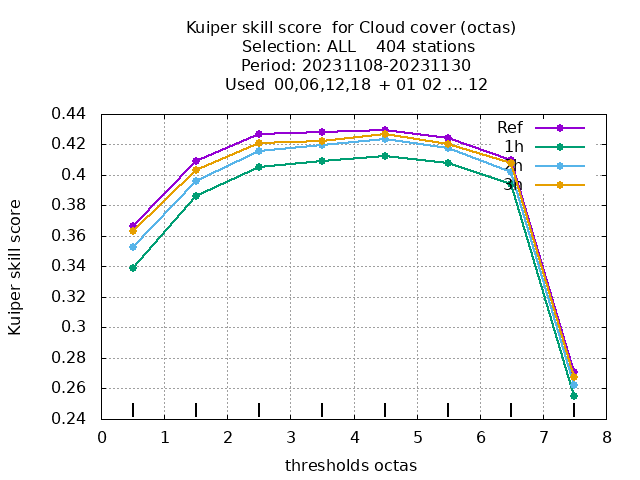 Kuiper skill score  for Cloud cover (octas)
Selection: ALL    404 stations
Period: 20231108-20231130
Used  00,06,12,18  + 01 02 ... 12
Kuiper skill score
0.44
0.42
0.4
0.38
0.36
0.34
0.32
0.3
0.28
0.26
0.24
Ref
1h
2h
3h
0 1 2 3 4 5 6 7 8
thresholds octas